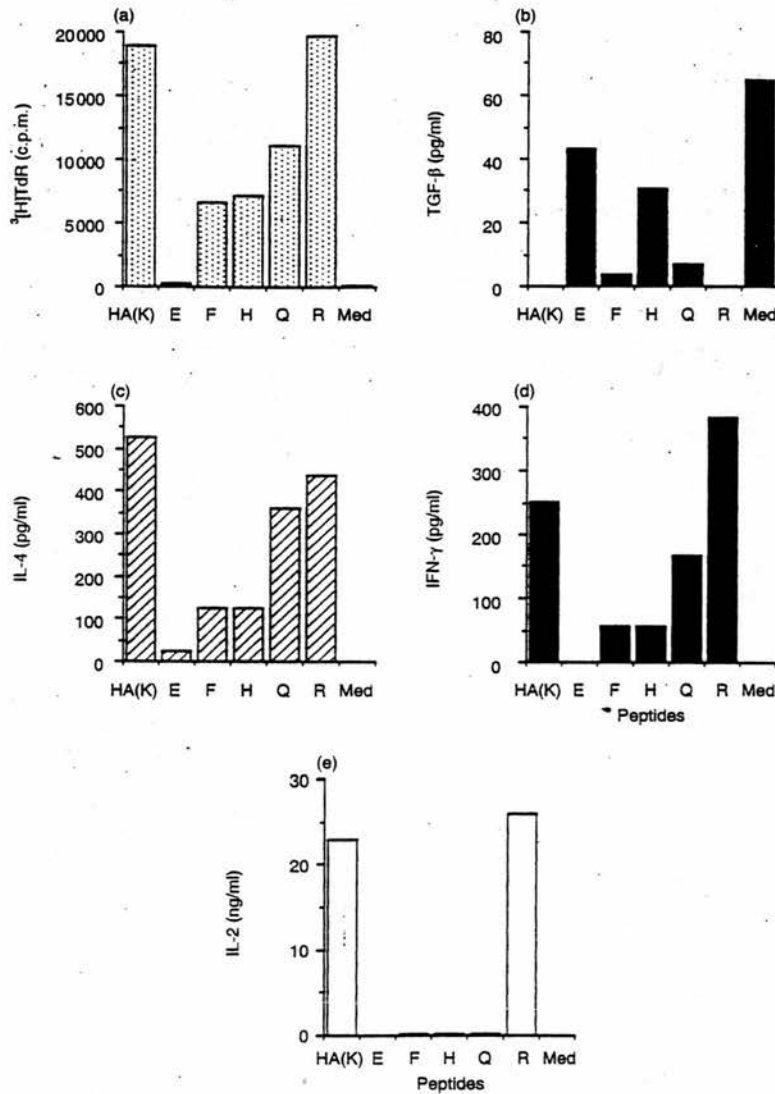 (a)
20000
15000
10000
5000
0
³[H]TdR (c.p.m.)
HA(K) E F H Q R Med
(b)
80
60
40
20
0
TGF-β (pg/ml)
HA(K) E F H Q R Med
(c)
600
500
400
300
200
100
0
IL-4 (pg/ml)
HA(K) E F H Q R Med
(d)
400
300
200
100
0
IFN-γ (pg/ml)
HA(K) E F H Q R Med
Peptides
(e)
30
20
10
0
IL-2 (ng/ml)
HA(K) E F H Q R Med
Peptides